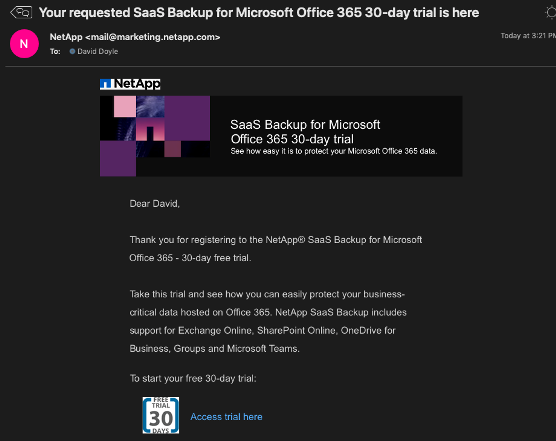 Your requested SaaS Backup for Microsoft Office 365 30-day trial is here
N
NetApp <mail@marketing.netapp.com>
Today at 3:21 PM
To: David Doyle
NetApp
SaaS Backup for Microsoft
Office 365 30-day trial
See how easy it is to protect your Microsoft Office 365 data.
Dear David,
Thank you for registering to the NetApp® SaaS Backup for Microsoft
Office 365 - 30-day free trial.
Take this trial and see how you can easily protect your business-
critical data hosted on Office 365. NetApp SaaS Backup includes
support for Exchange Online, SharePoint Online, OneDrive for
Business, Groups and Microsoft Teams.
To start your free 30-day trial:
FREE
TRIAL
30
DAYS
Access trial here